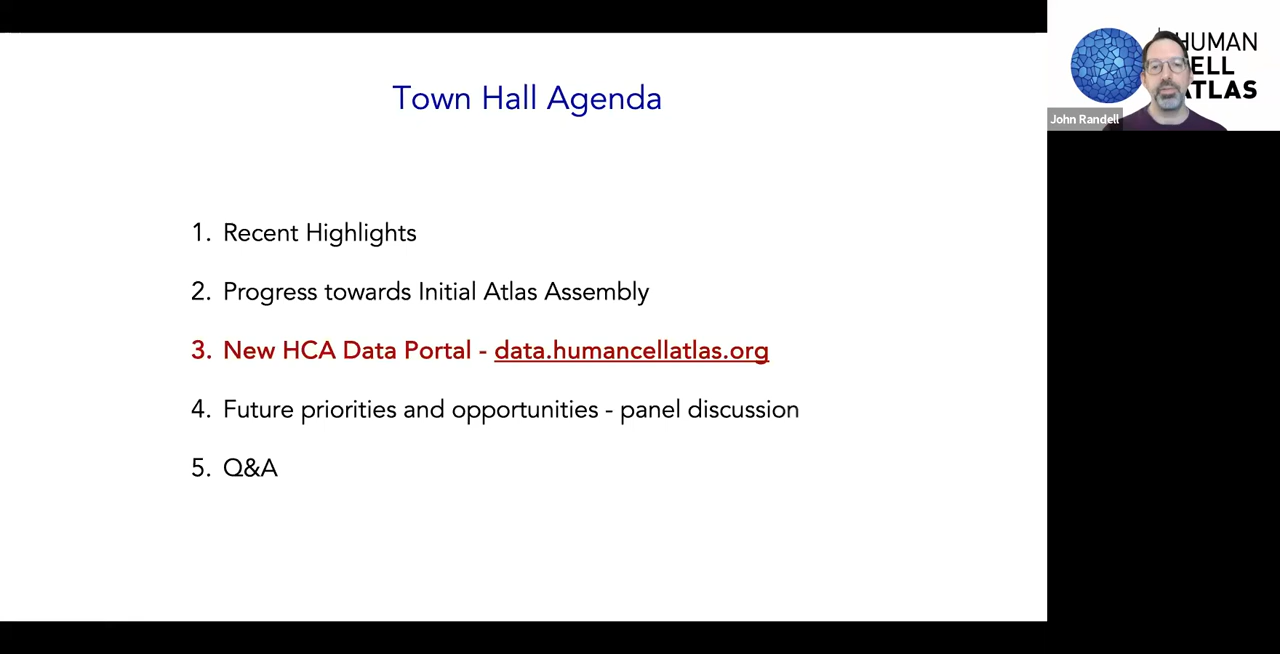 Town Hall Agenda
1. Recent Highlights
2. Progress towards Initial Atlas Assembly
3. New HCA Data Portal - data.humancellatlas.org
4. Future priorities and opportunities - panel discussion
5. Q&A
HUMAN
ELL
ATLAS
John Randell